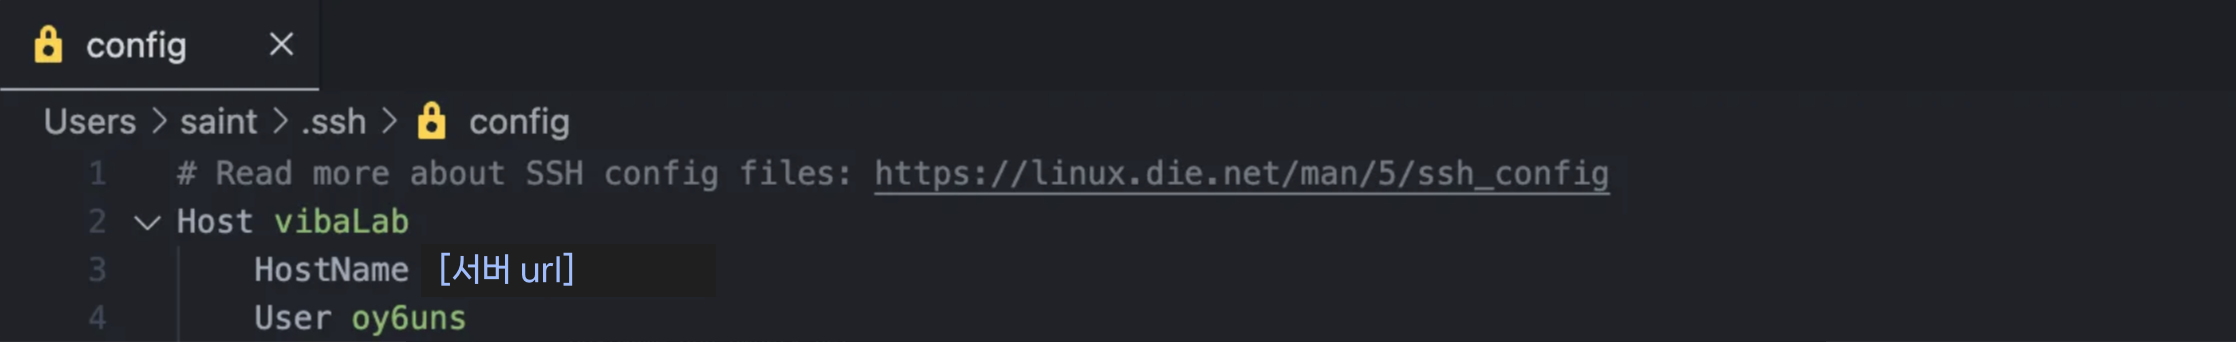 config
Users > saint > .ssh > config
1 # Read more about SSH config files: https://linux.die.net/man/5/ssh_config
2 Host vibaLab
3 HostName [서버 url]
4 User oy6uns